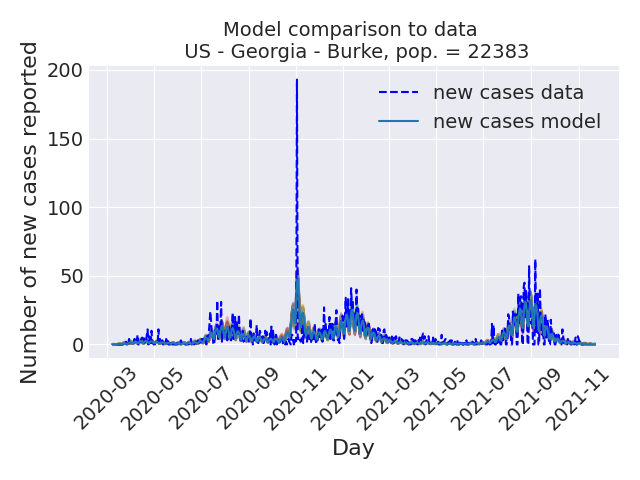 Model comparison to data
US - Georgia - Burke, pop. = 22383
Number of new cases reported
200
150
100
50
0
new cases data
new cases model
2020-03
2020-05
2020-07
2020-09
2020-11
2021-01
2021-03
2021-05
2021-07
2021-09
2021-11
Day